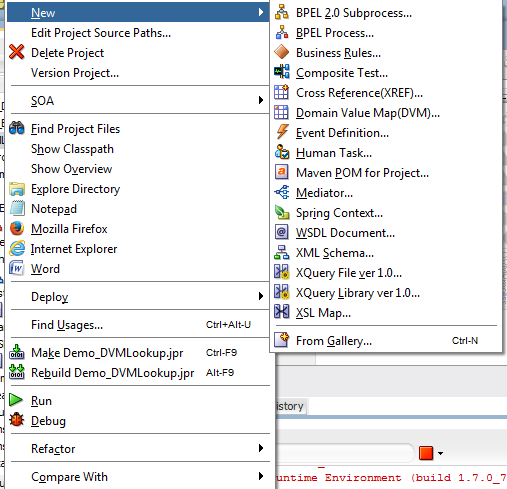 New
Edit Project Source Paths...
Delete Project
Version Project...
SOA
Find Project Files
Show Classpath
Show Overview
Explore Directory
Notepad
Mozilla Firefox
Internet Explorer
Word
Deploy
Find Usages... Ctrl+Alt-U
Make Demo_DVMLookup.jpr Ctrl-F9
Rebuild Demo_DVMLookup.jpr Alt-F9
Run
Debug
Refactor
Compare With
BPEL 2.0 Subprocess...
BPEL Process...
Business Rules...
Composite Test...
Cross Reference(XREF)...
Domain Value Map(DVM)...
Event Definition...
Human Task...
Maven POM for Project...
Mediator...
Spring Context...
WSDL Document...
XML Schema...
XQuery File ver 1.0...
XQuery Library ver 1.0...
XSL Map...
From Gallery... Ctrl-N
istory
untime Environment (build 1.7.0_7